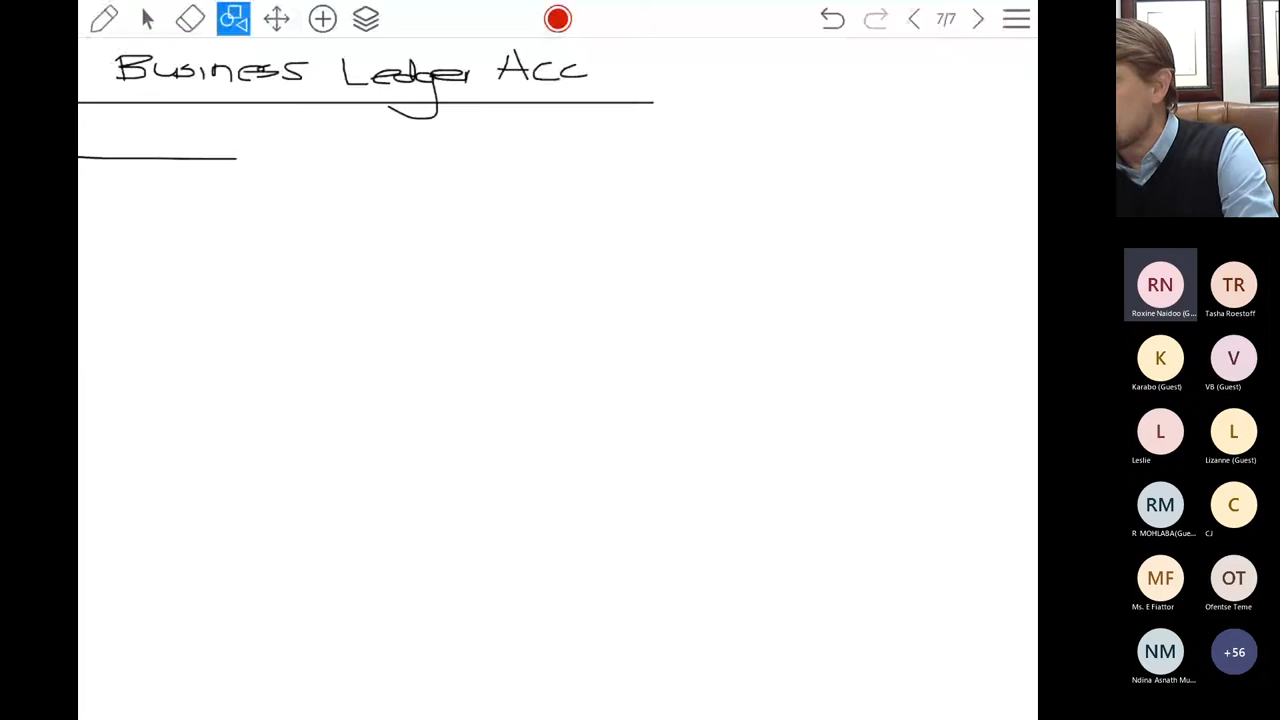 7/7
Business Ledger Acc
RN
TR
Roxine Naidoo (G...
Tasha Roestoff
K
V
Karabo (Guest)
VB (Guest)
L
L
Leslie
Lizanne (Guest)
RM
C
R MOHLABA(Gue...
CJ
MF
OT
Ms. E Fiattor
Ofentse Teme
NM
+56
Ndina Asnath Mu...